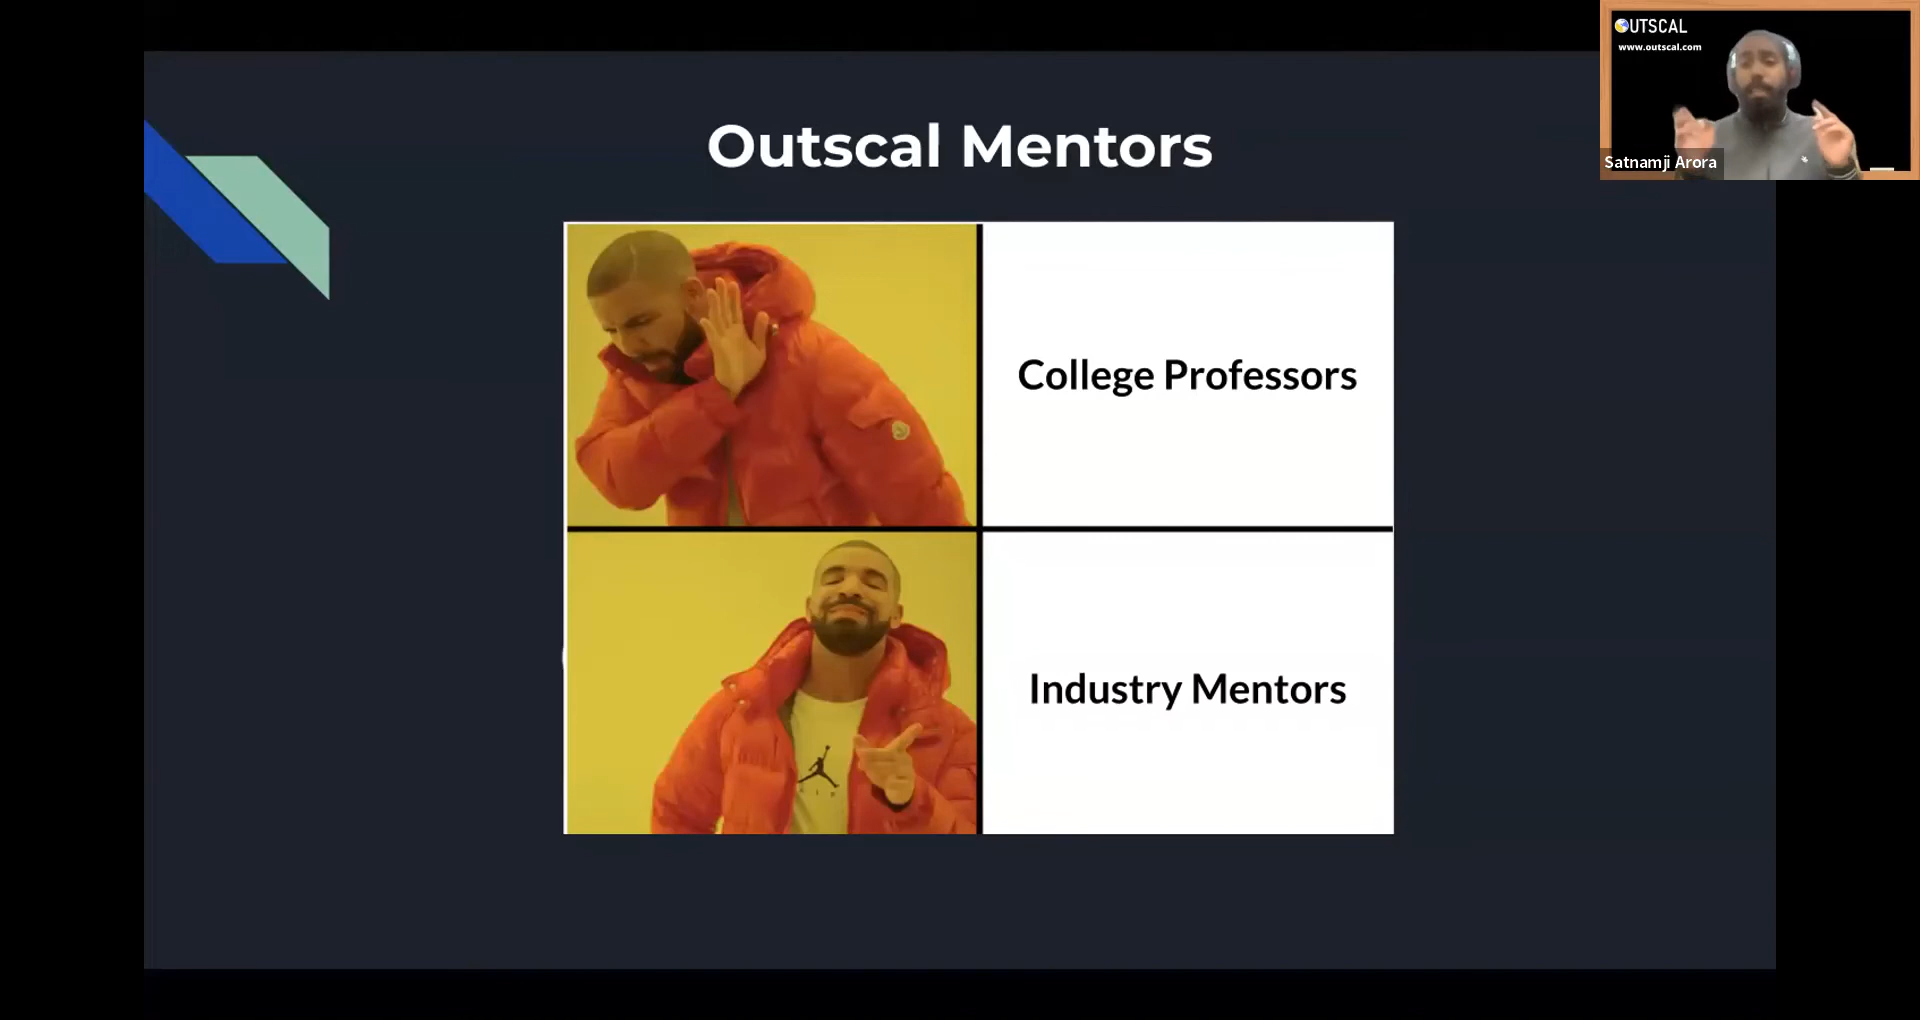 OUTSCAL
www.outscal.com
Satnamji Arora
Outscal Mentors
College Professors
Industry Mentors